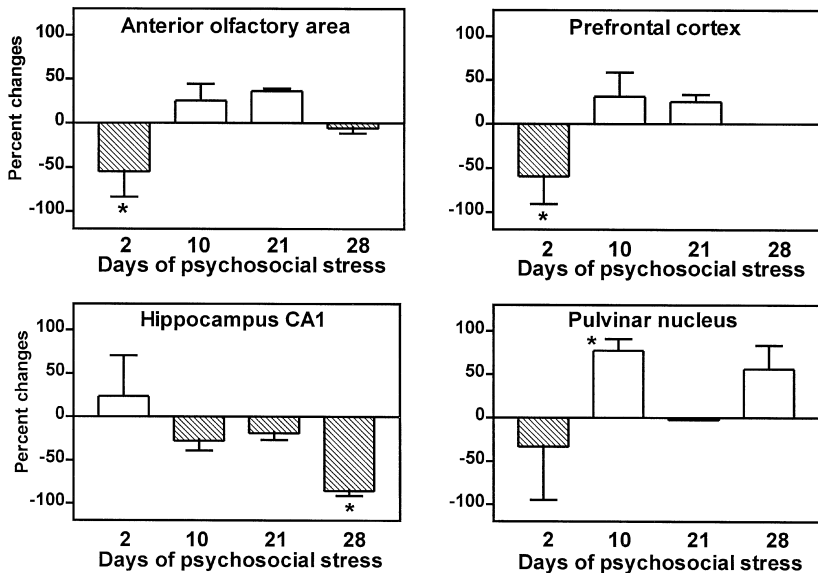 Anterior olfactory area
Percent changes
100
50
0
-50
-100
*
2 10 21 28
Days of psychosocial stress
Prefrontal cortex
100
50
0
-50
-100
*
2 10 21 28
Days of psychosocial stress
Hippocampus CA1
Percent changes
100
50
0
-50
-100
*
2 10 21 28
Days of psychosocial stress
Pulvinar nucleus
100
50
0
-50
-100
*
2 10 21 28
Days of psychosocial stress